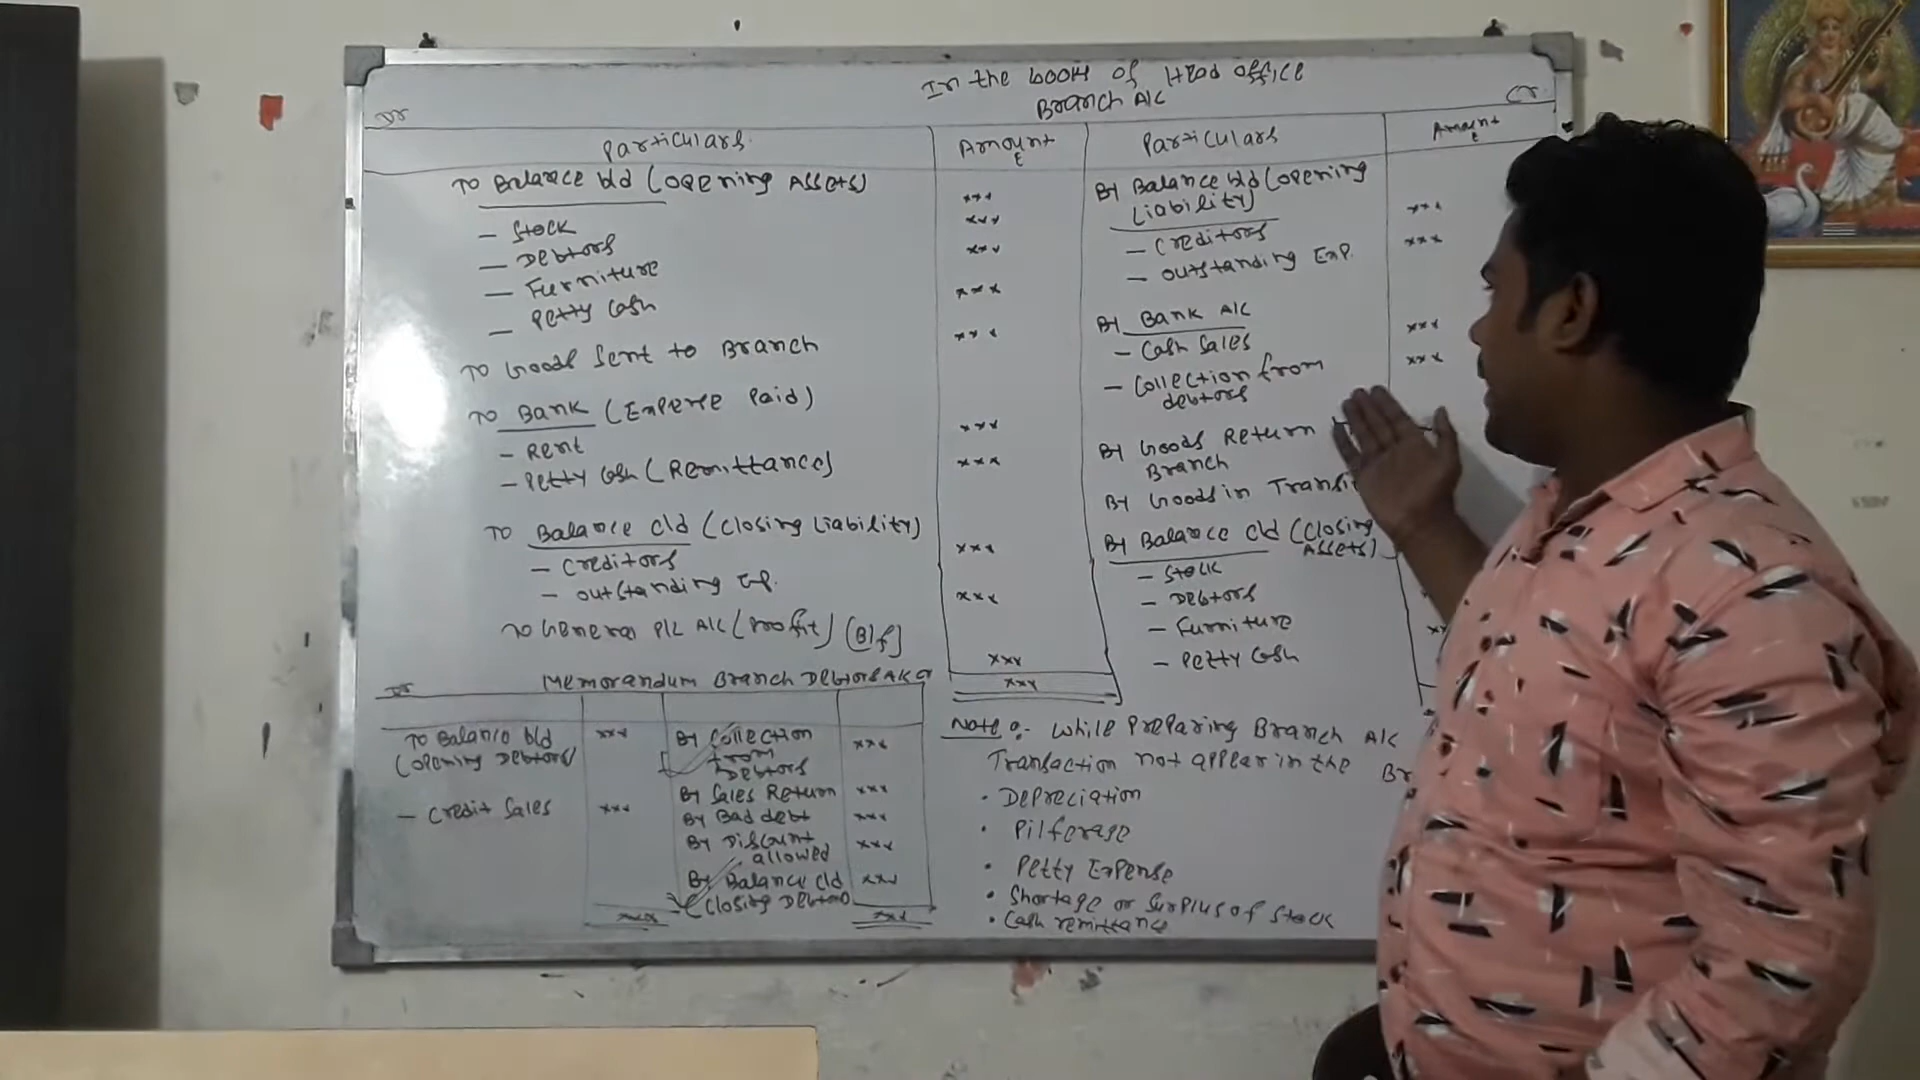 In the books of Head office
Branch A/c
Dr
Cr.
Particulars.
Amount
₹
Particulars
Amount
₹
To Balance b/d (opening Assets)
xxx
- Stock
xxx
- Debtors
xxx
- Furniture
xxx
- Petty Cash
To Goods Sent to Branch
xxx
To Bank (Expense Paid)
- Rent
xxx
- Petty Cash (Remittance)
xxx
To Balance c/d (Closing Liability)
- Creditors
xxx
- outstanding Exp.
xxx
To General P/L A/c (Profit) (B/f)
xxx
xxx
By Balance b/d (opening
Liability)
xxx
- Creditors
xxx
- outstanding Exp.
By Bank A/c
- Cash Sales
xxx
- Collection from
debtors
xxx
By Goods Return
Branch
By Goods in Transi
By Balance c/d (Closing
Assets)
- Stock
- Debtors
- Furniture
- Petty Cash
Memorandum Branch Debtors A/c
Dr
Cr
To Balance b/d
(opening Debtors)
xxx
- Credit Sales
xxx
xxx
By Collection
from
Debtors
xxx
By Sales Return
xxx
By Bad debt
xxx
By Discount
allowed
xxx
By Balance c/d
(Closing Debtors)
xxx
xxx
Note :- While Preparing Branch A/c
Transaction not appear in the Br
• Depreciation
• Pilferage
• Petty Expense
• Shortage or Surplus of Stock
• Cash remittance